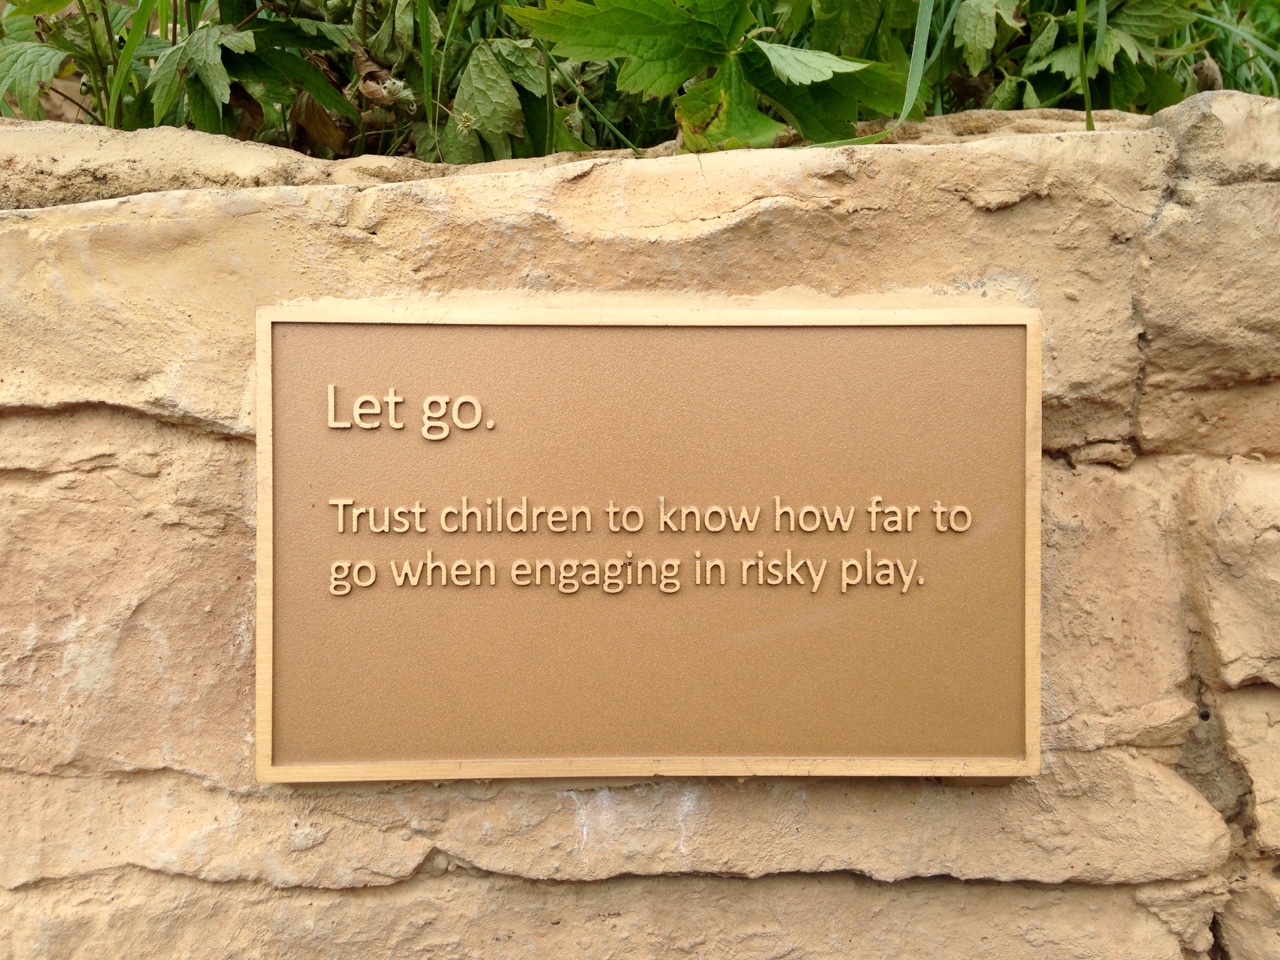 Let go.
Trust children to know how far to
go when engaging in risky play.